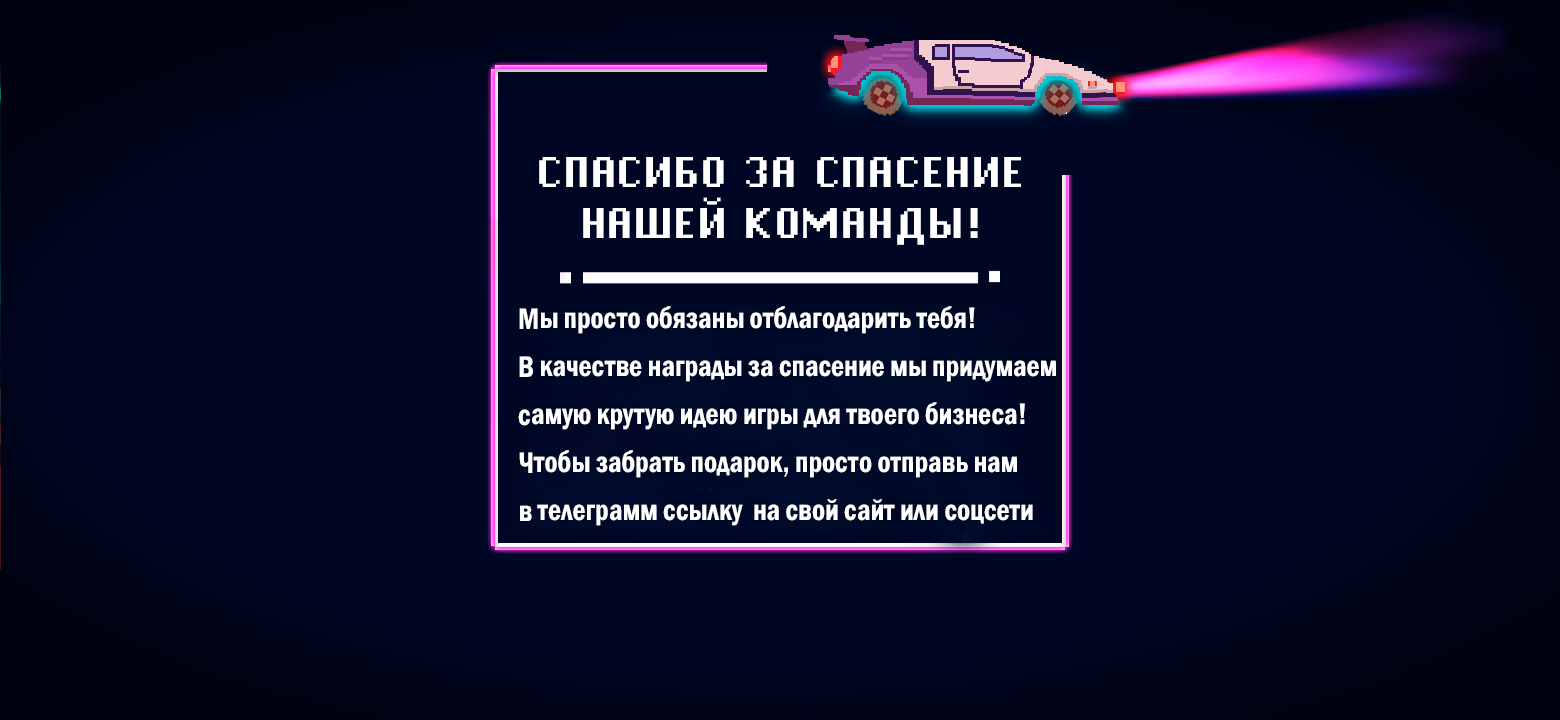 СПАСИБО ЗА СПАСЕНИЕ
НАШЕЙ КОМАНДЫ!
Мы просто обязаны отблагодарить тебя!
В качестве награды за спасение мы придумаем
самую крутую идею игры для твоего бизнеса!
Чтобы забрать подарок, просто отправь нам
в телеграмм ссылку на свой сайт или соцсети